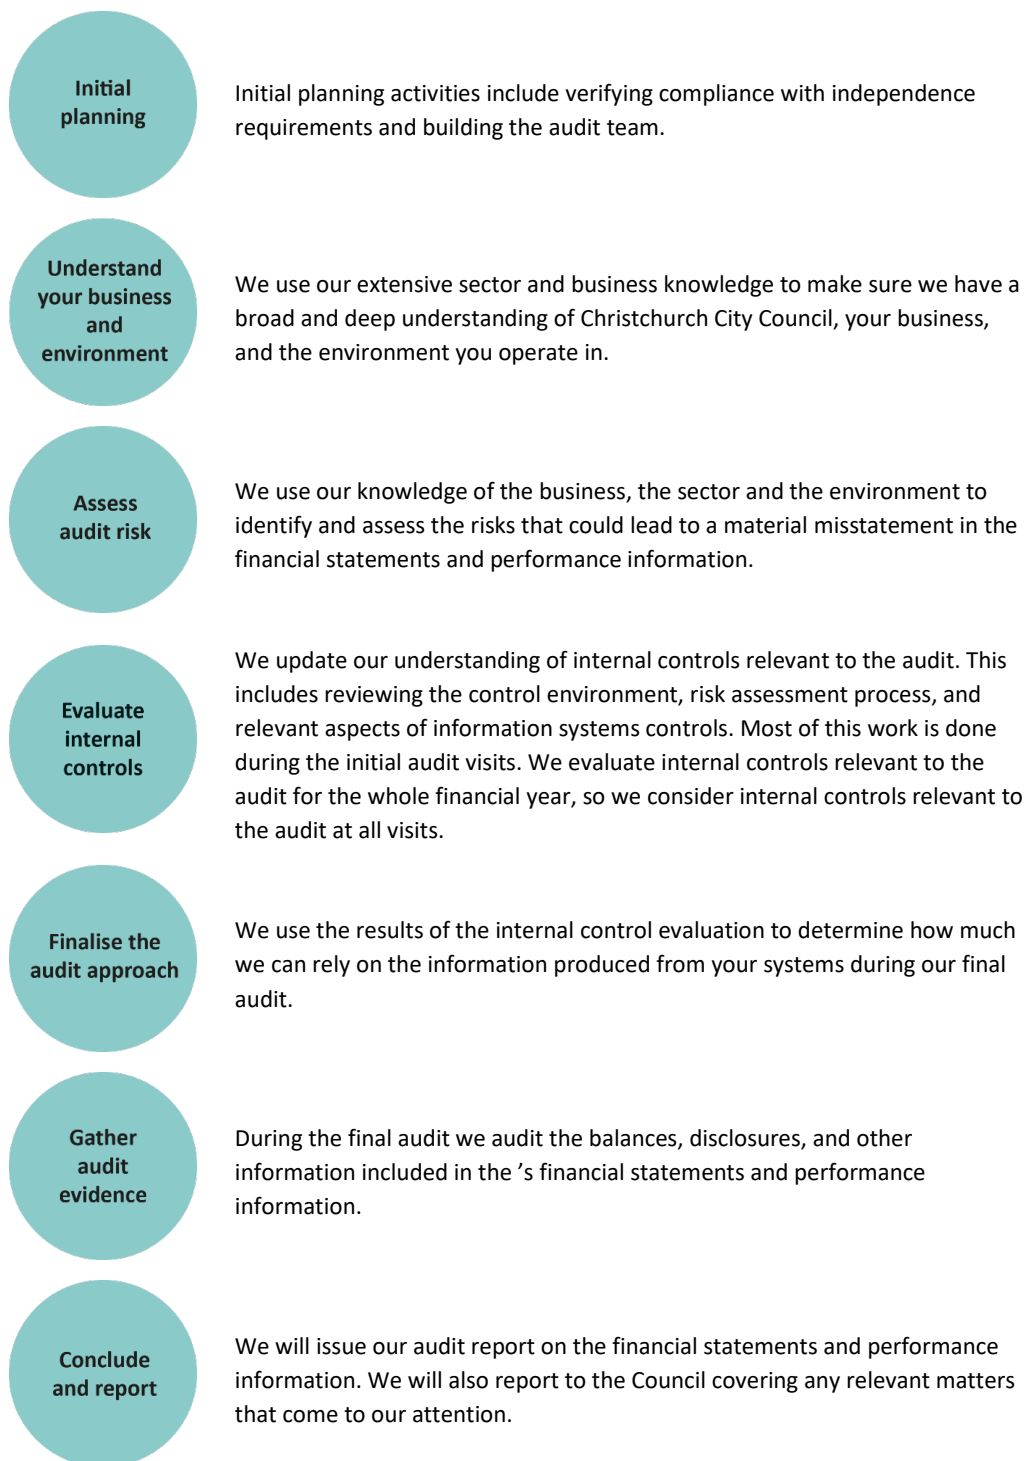 Initial
planning
Initial planning activities include verifying compliance with independence
requirements and building the audit team.
Understand
your business
and
environment
We use our extensive sector and business knowledge to make sure we have a
broad and deep understanding of Christchurch City Council, your business,
and the environment you operate in.
Assess
audit risk
We use our knowledge of the business, the sector and the environment to
identify and assess the risks that could lead to a material misstatement in the
financial statements and performance information.
Evaluate
internal
controls
We update our understanding of internal controls relevant to the audit. This
includes reviewing the control environment, risk assessment process, and
relevant aspects of information systems controls. Most of this work is done
during the initial audit visits. We evaluate internal controls relevant to the
audit for the whole financial year, so we consider internal controls relevant to
the audit at all visits.
Finalise the
audit approach
We use the results of the internal control evaluation to determine how much
we can rely on the information produced from your systems during our final
audit.
Gather
audit
evidence
During the final audit we audit the balances, disclosures, and other
information included in the ’s financial statements and performance
information.
Conclude
and report
We will issue our audit report on the financial statements and performance
information. We will also report to the Council covering any relevant matters
that come to our attention.